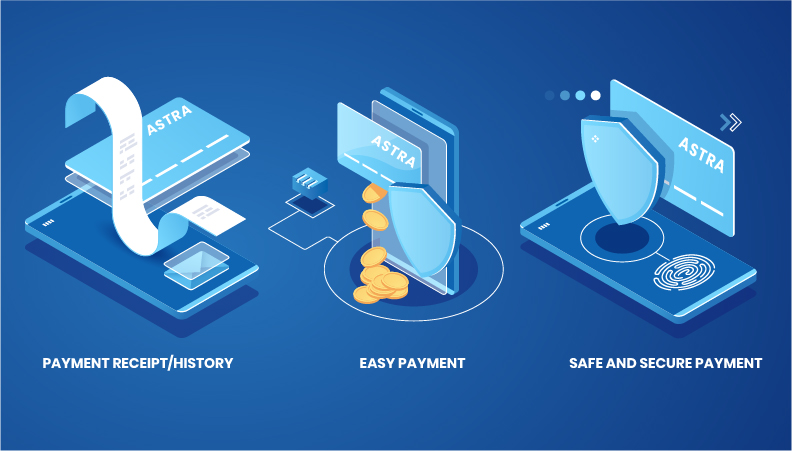 ASTRA
ASTRA
ASTRA
PAYMENT RECEIPT/HISTORY
EASY PAYMENT
SAFE AND SECURE PAYMENT